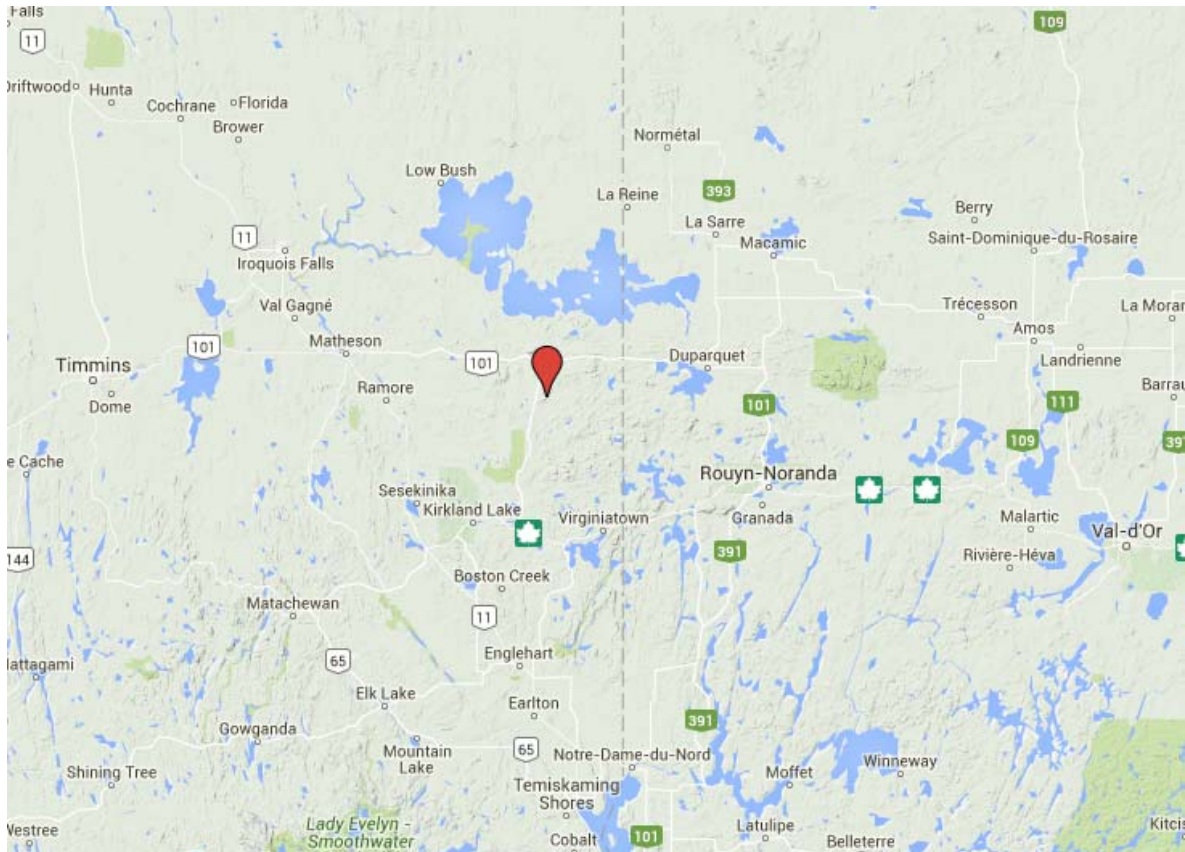 Falls
109
11
Driftwood
Hunta
Cochrane
Florida
Brower
Normétal
Low Bush
393
La Reine
Berry
La Sarre
11
Macamic
Saint-Dominique-du-Rosaire
Iroquois Falls
Val Gagné
Trécesson
La Moran
Amos
Matheson
101
101
Timmins
Duparquet
Landrienne
Ramore
Barrau
Dome
101
111
109
397
e Cache
Rouyn-Noranda
Sesekinika
Kirkland Lake
Virginiatown
Granada
Malartic
Val-d'Or
391
144
Rivière-Héva
Boston Creek
Matachewan
11
Englehart
65
Mattagami
Elk Lake
Earlton
391
Gowganda
Mountain
Lake
65
Notre-Dame-du-Nord
Winneway
Shining Tree
Moffet
Temiskaming
Shores
Lady Evelyn -
Smoothwater
Westree
Cobalt
101
Latulipe
Belleterre
Kitcis